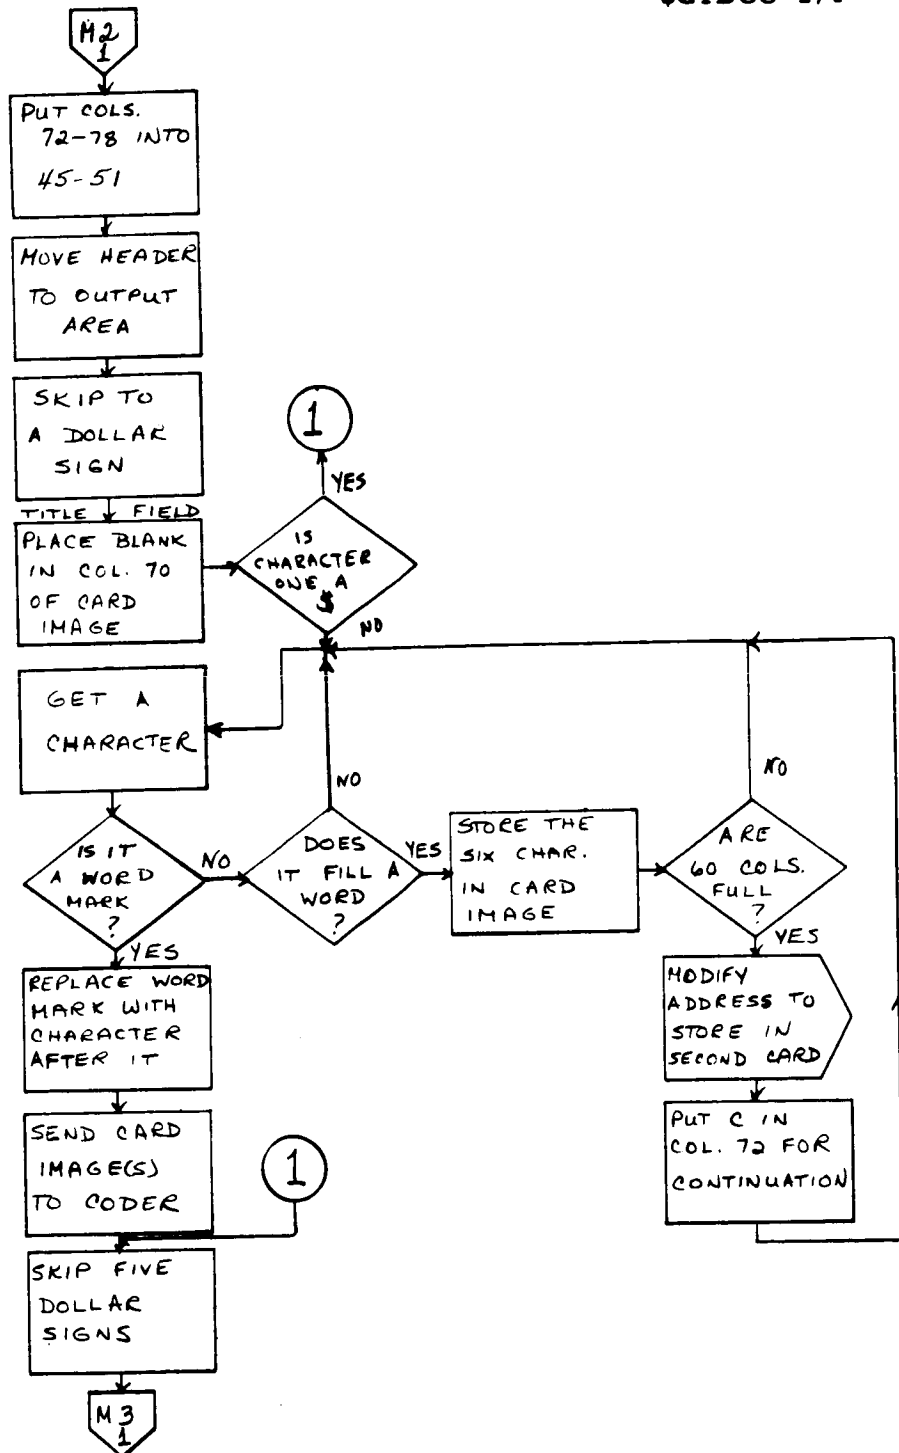 M2
1
PUT COLS.
72-78 INTO
45-51
MOVE HEADER
TO OUTPUT
AREA
SKIP TO
A DOLLAR
SIGN
TITLE FIELD
PLACE BLANK
IN COL. 70
OF CARD
IMAGE
1
YES
IS
CHARACTER
ONE A
$
NO
GET A
CHARACTER
IS IT
A WORD
MARK
?
NO
YES
DOES
IT FILL A
WORD
?
NO
YES
STORE THE
SIX CHAR.
IN CARD
IMAGE
ARE
60 COLS.
FULL
?
NO
YES
MODIFY
ADDRESS TO
STORE IN
SECOND CARD
PUT C IN
COL. 72 FOR
CONTINUATION
REPLACE WORD
MARK WITH
CHARACTER
AFTER IT
SEND CARD
IMAGE(S)
TO CODER
1
SKIP FIVE
DOLLAR
SIGNS
M3
1